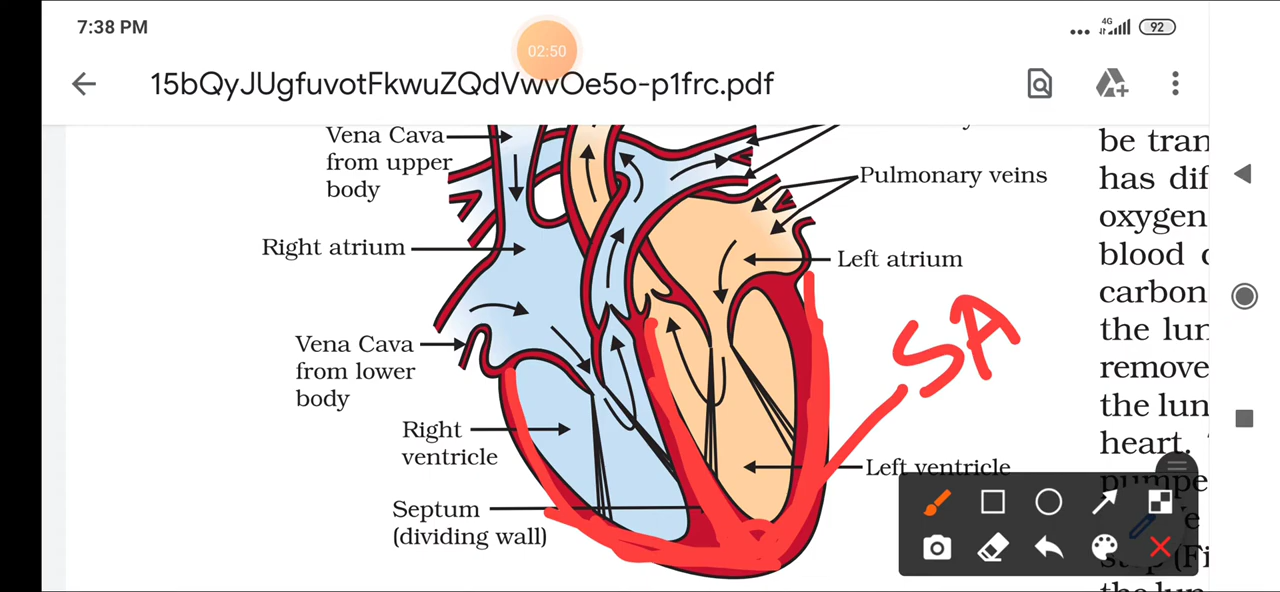 7:38 PM
4G
92
02:50
15bQyJUgfuvotFkwuZQdVwvOe5o-p1frc.pdf
Vena Cava
from upper
body
Pulmonary veins
Right atrium
Left atrium
SA
Vena Cava
from lower
body
Right
ventricle
Left ventricle
Septum
(dividing wall)
be tran
has dif
oxygen
blood
carbon
the lun
remove
the lun
heart.
pumpe